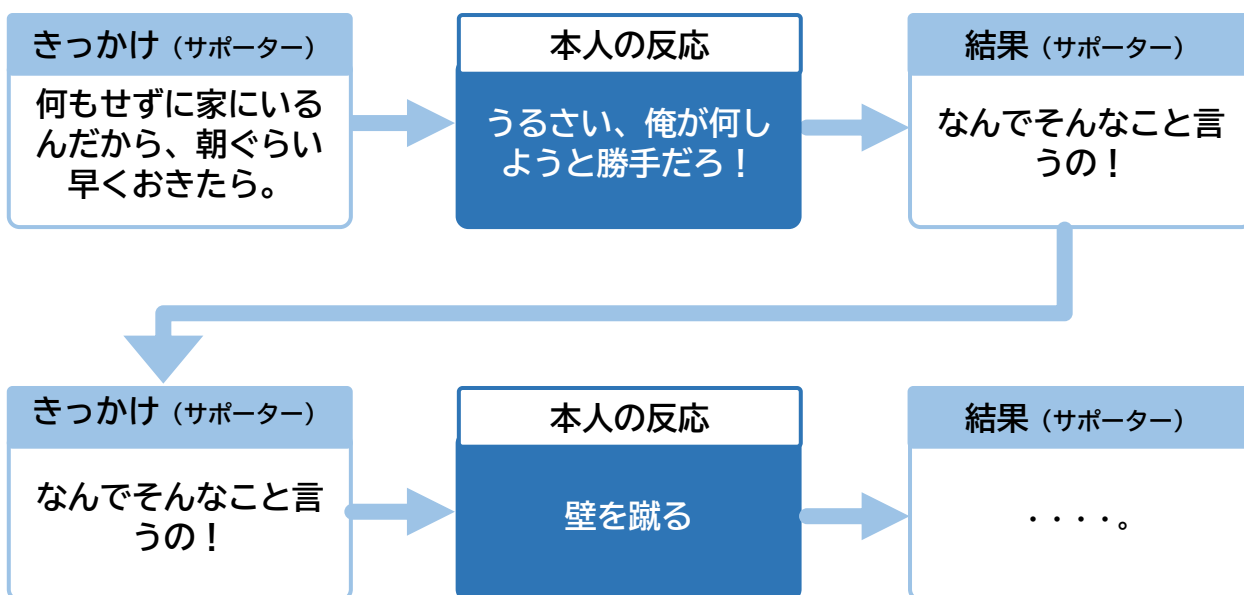 きっかけ（サポーター）
何もせずに家にいる
んだから、朝ぐらい
早くおきたら。
本人の反応
うるさい、俺が何し
ようと勝手だろ！
結果（サポーター）
なんでそんなこと言
うの！
きっかけ（サポーター）
なんでそんなこと言
うの！
本人の反応
壁を蹴る
結果（サポーター）
・・・・。